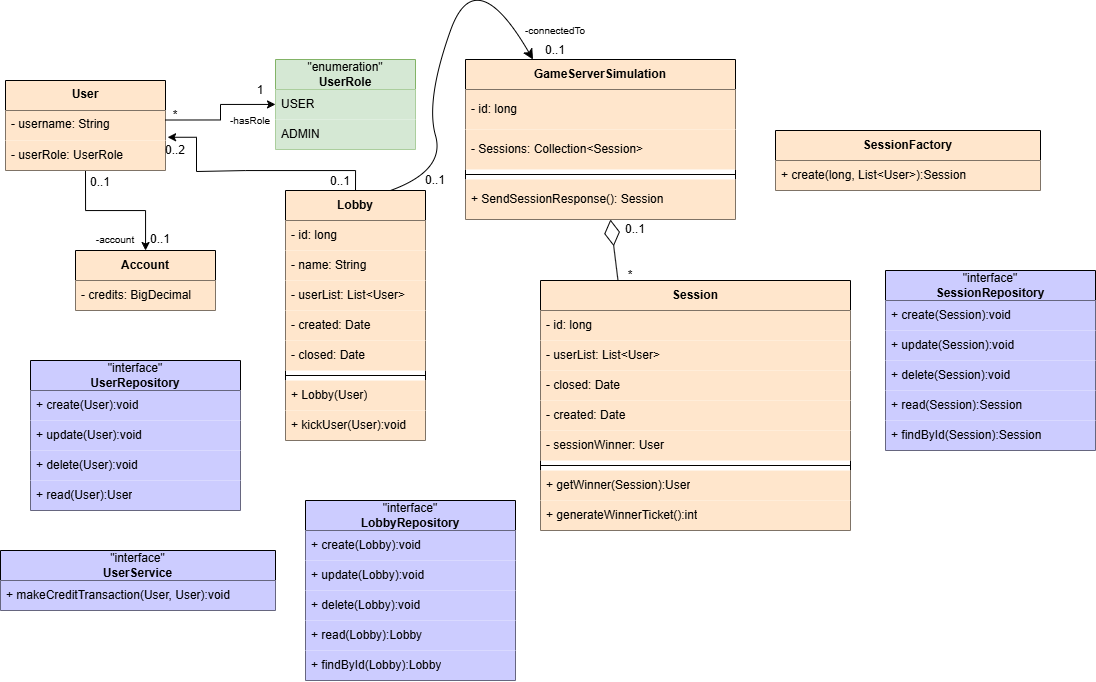 -connectedTo
0..1
"enumeration"
UserRole
USER
ADMIN
GameServerSimulation
- id: long
- Sessions: Collection<Session>
+ SendSessionResponse(): Session
User
- username: String
- userRole: UserRole
*
1
-hasRole
0..2
0..1
0..1
0..1
-account
0..1
SessionFactory
+ create(long, List<User>):Session
Lobby
- id: long
- name: String
- userList: List<User>
- created: Date
- closed: Date
+ Lobby(User)
+ kickUser(User):void
0..1
*
Account
- credits: BigDecimal
Session
- id: long
- userList: List<User>
- closed: Date
- created: Date
- sessionWinner: User
+ getWinner(Session):User
+ generateWinnerTicket():int
"interface"
SessionRepository
+ create(Session):void
+ update(Session):void
+ delete(Session):void
+ read(Session):Session
+ findById(Session):Session
"interface"
UserRepository
+ create(User):void
+ update(User):void
+ delete(User):void
+ read(User):User
"interface"
LobbyRepository
+ create(Lobby):void
+ update(Lobby):void
+ delete(Lobby):void
+ read(Lobby):Lobby
+ findById(Lobby):Lobby
"interface"
UserService
+ makeCreditTransaction(User, User):void